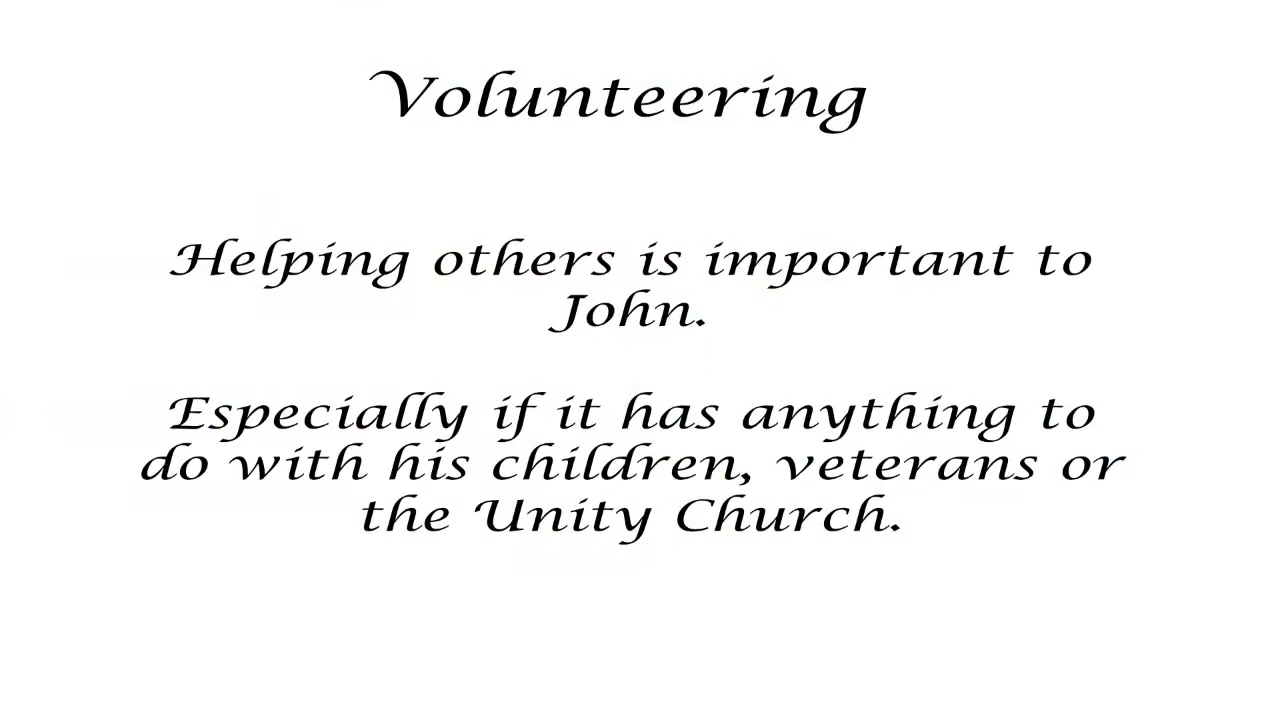 Volunteering
Helping others is important to
John.
Especially if it has anything to
do with his children, veterans or
the Unity Church.